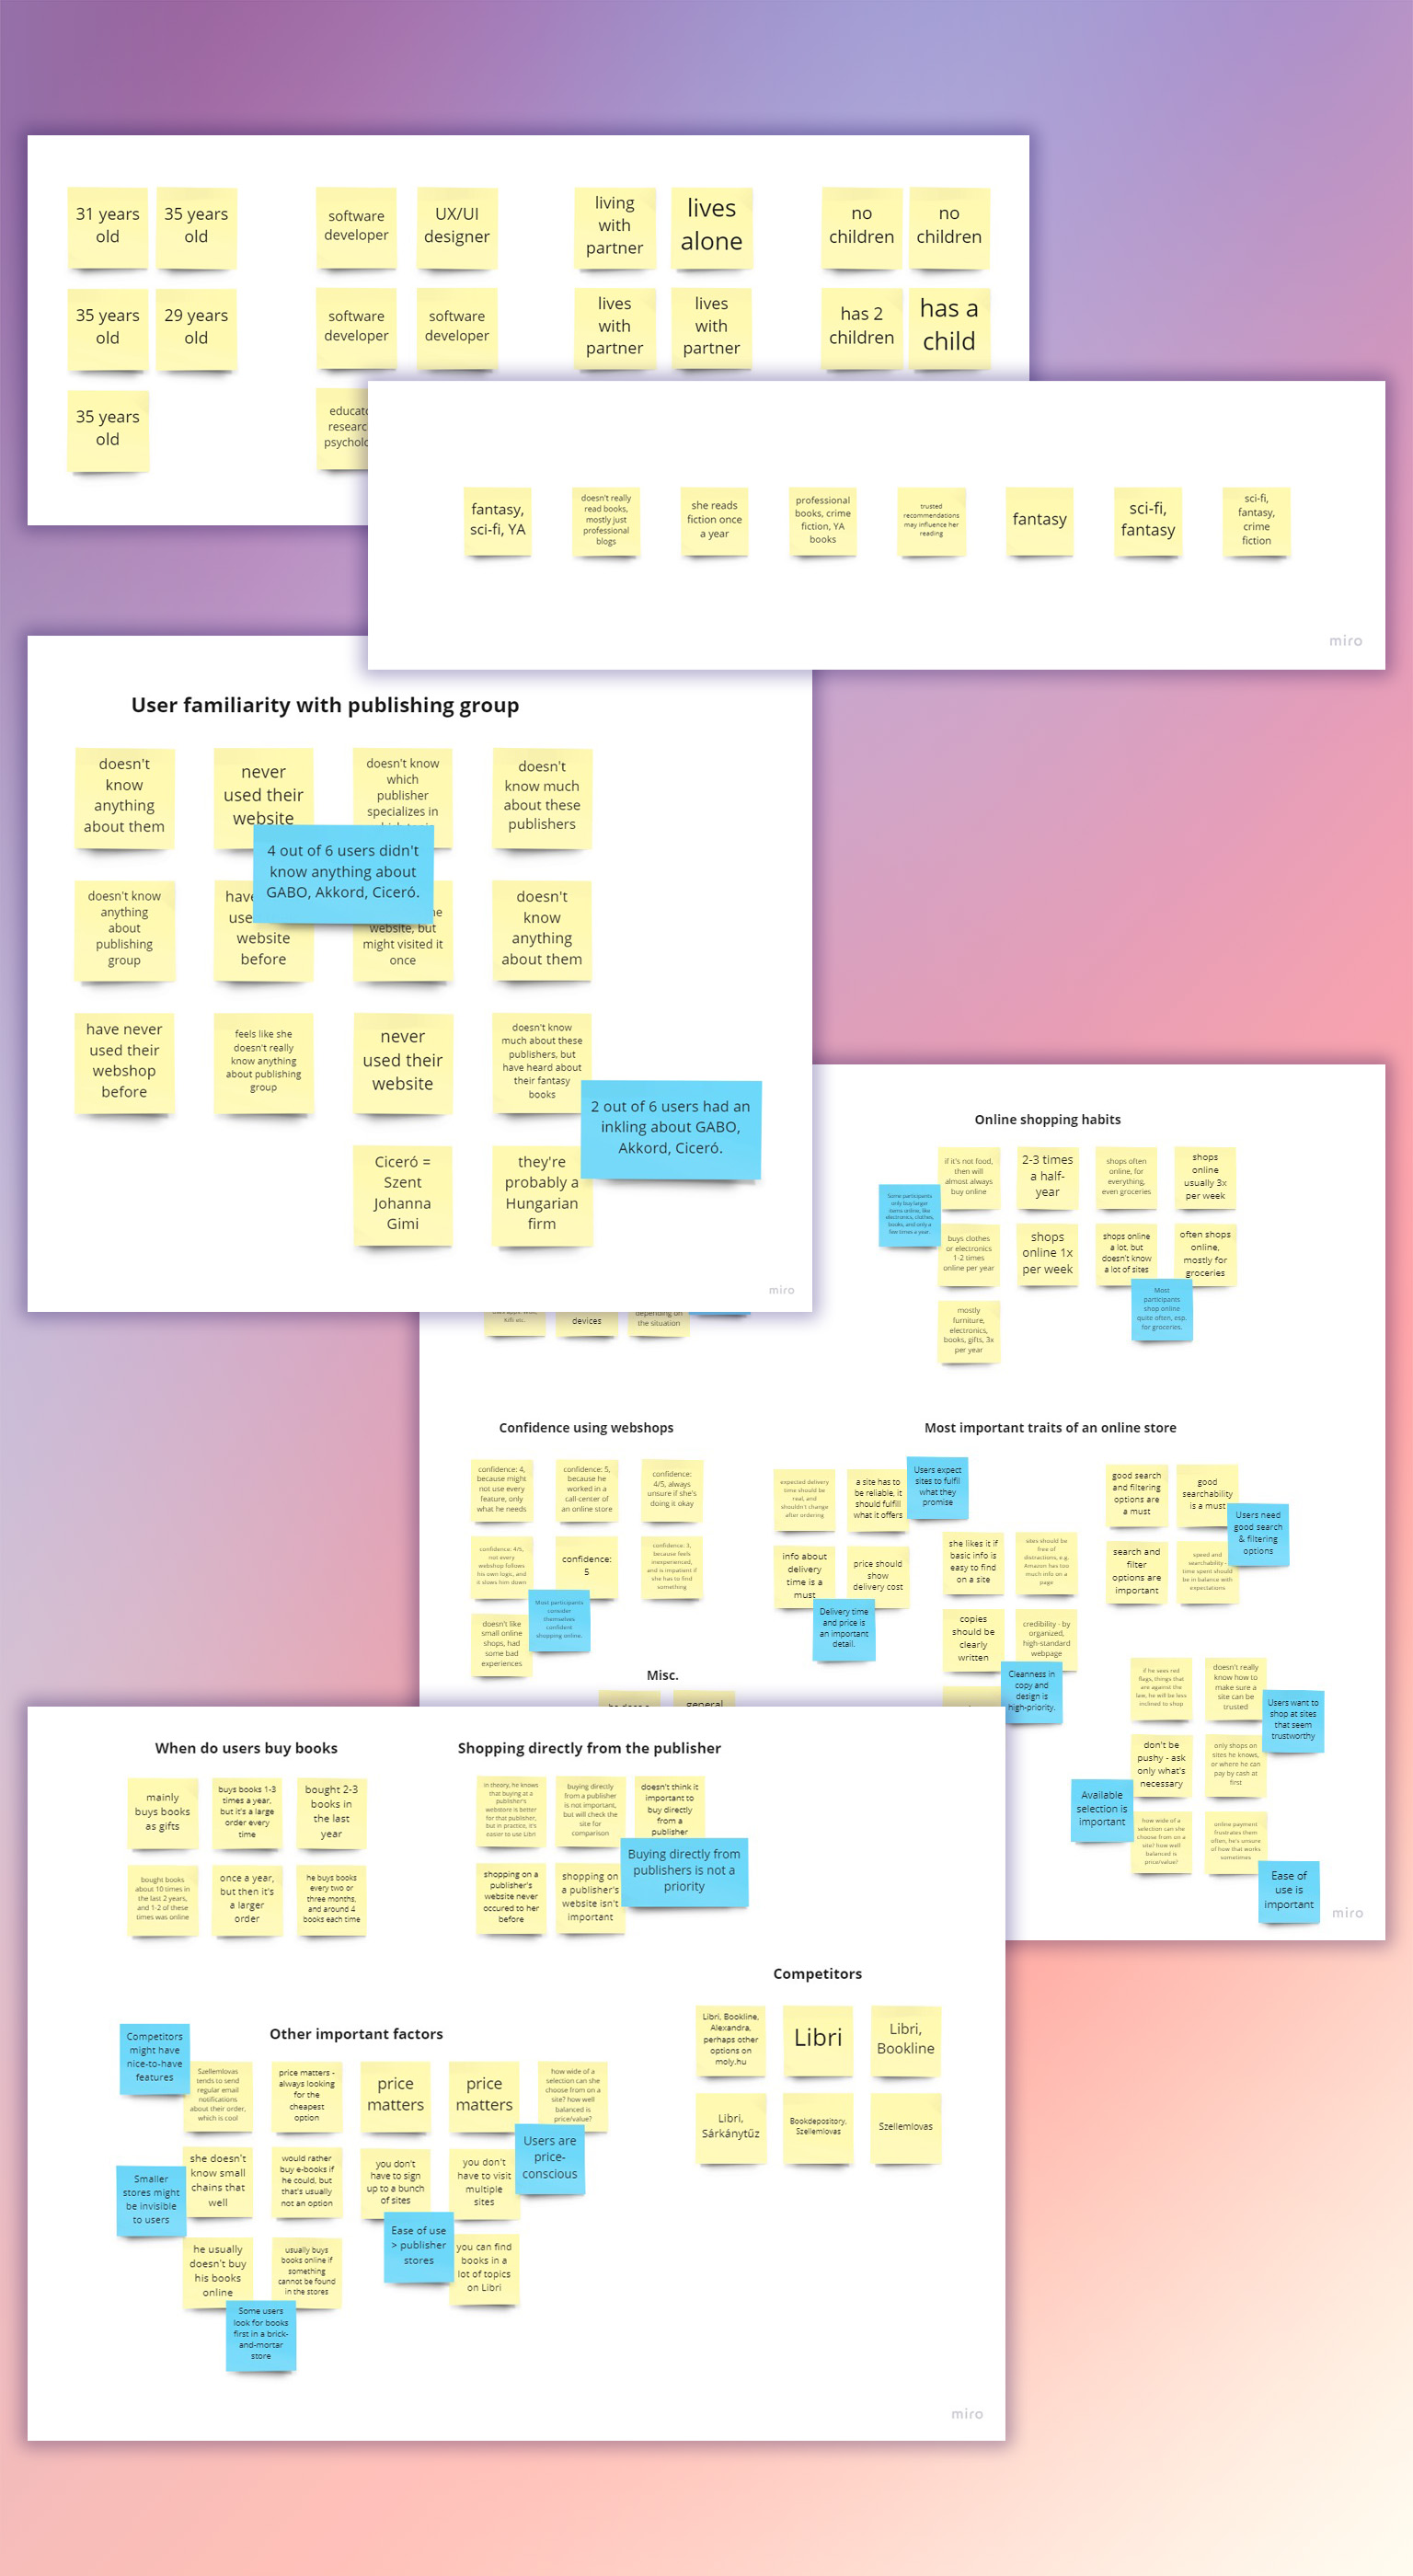 31 years
old
35 years
old
35 years
old
29 years
old
35 years
old
software
developer
UX/UI
designer
software
developer
software
developer
living
with
partner
lives
alone
lives
with
partner
lives
with
partner
no
children
no
children
has 2
children
has a
child
fantasy,
sci-fi, YA
doesn't really
read books,
mostly just
professional
blogs
she reads
fiction once
a year
professional
books, crime
fiction, YA
books
trusted
recommendations
may influence her
reading
fantasy
sci-fi,
fantasy
sci-fi,
fantasy,
crime
fiction
miro
User familiarity with publishing group
doesn't
know
anything
about them
never
used their
website
doesn't know
which
publisher
specializes in
doesn't
know much
about these
publishers
4 out of 6 users didn't
know anything about
GABO, Akkord, Ciceró.
doesn't know
anything
about
publishing
group
website
before
website, but
might visited it
once
doesn't
know
anything
about them
have never
used their
webshop
before
feels like she
doesn't really
know anything
about publishing
group
never
used their
website
doesn't know
much about these
publishers, but
have heard about
their fantasy
books
2 out of 6 users had an
inkling about GABO,
Akkord, Ciceró.
Ciceró =
Szent
Johanna
Gimi
they're
probably a
Hungarian
firm
miro
devices
depending on
the situation
Online shopping habits
if it's not food,
then will
almost always
buy online
2-3 times
a half-
year
shops often
online, for
everything,
even groceries
shops
online
usually 3x
per week
Some participants
only buy larger
items online, like
electronics, clothes,
books, and only a
few times a year.
buys clothes
or electronics
1-2 times
online per year
shops
online 1x
per week
shops online
a lot, but
doesn't know
a lot of sites
often shops
online,
mostly for
groceries
Most
participants
shop online
quite often, esp.
for groceries.
mostly
furniture,
electronics,
books, gifts, 3x
per year
Confidence using webshops
confidence: 4,
because might
not use every
feature, only
what he needs
confidence: 5,
because he
worked in a
call-center of
an online store
confidence:
4/5, always
unsure if she's
doing it okay
confidence: 4/5,
not every
webshop follows
his own logic, and
it slows him down
confidence:
5
confidence: 3,
because feels
inexperienced,
and is impatient if
she has to find
something
Most participants
consider
themselves
confident
shopping online.
doesn't like
small online
shops, had
some bad
experiences
Misc.
general
Most important traits of an online store
expected delivery
time should be
real, and
shouldn't change
after ordering
a site has to
be reliable, it
should fulfill
what it offers
Users expect
sites to fulfil
what they
promise
info about
delivery
time is a
must
price should
show
delivery cost
Delivery time
and price is
an important
detail.
she likes it if
basic info is
easy to find
on a site
sites should be
free of
distractions, e.g.
Amazon has too
much info on a
page
copies
should be
clearly
written
credibility - by
organized,
high-standard
webpage
Cleanness in
copy and
design is
high-priority.
good search
and filtering
options are
a must
good
searchability
is a must
Users need
good search
& filtering
options
search and
filter
options are
important
speed and
searchability -
time spent should
be in balance with
expectations
if he sees red
flags, things that
are against the
law, he will be less
inclined to shop
doesn't really
know how to
make sure a
site can be
trusted
Users want to
shop at sites
that seem
trustworthy
don't be
pushy - ask
only what's
necessary
only shops on
sites he knows,
or where he can
pay by cash at
first
Available
selection is
important
how wide of a
selection can she
choose from on a
site? how well
balanced is
price/value?
online payment
frustrates them
often, he's unsure
of how that works
sometimes
Ease of
use is
important
miro
When do users buy books
mainly
buys books
as gifts
buys books 1-3
times a year,
but it's a large
order every
time
bought 2-3
books in
the last
year
bought books
about 10 times in
the last 2 years,
and 1-2 of these
times was online
once a year,
but then it's
a larger
order
he buys books
every two or
three months,
and around 4
books each time
Shopping directly from the publisher
in theory, he knows
that buying at a
publisher's
webstore is better
for that publisher,
but in practice, it's
easier to use Libri
buying directly
from a publisher
is not important,
but will check the
site for
comparison
doesn't think it
important to
buy directly
from a
publisher
Buying directly from
publishers is not a
priority
shopping on a
publisher's
website never
occured to her
before
shopping on
a publisher's
website isn't
important
Competitors
Libri, Bookline,
Alexandra,
perhaps other
options on
moly.hu
Libri
Libri,
Bookline
Libri,
Sárkánytűz
Bookdepository,
Szellemlovas
Szellemlovas
Other important factors
Competitors
might have
nice-to-have
features
Szellemlovas
tends to send
regular email
notifications
about their order,
which is cool
price matters -
always looking
for the
cheapest
option
price
matters
price
matters
how wide of a
selection can she
choose from on a
site? how well
balanced is
price/value?
Users are
price-
conscious
Smaller
stores might
be invisible
to users
she doesn't
know small
chains that
well
would rather
buy e-books if
he could, but
that's usually
not an option
you don't
have to sign
up to a bunch
of sites
you don't
have to visit
multiple
sites
Ease of use
> publisher
stores
he usually
doesn't buy
his books
online
usually buys
books online if
something
cannot be found
in the stores
you can find
books in a
lot of topics
on Libri
Some users
look for books
first in a brick-
and-mortar
store
miro